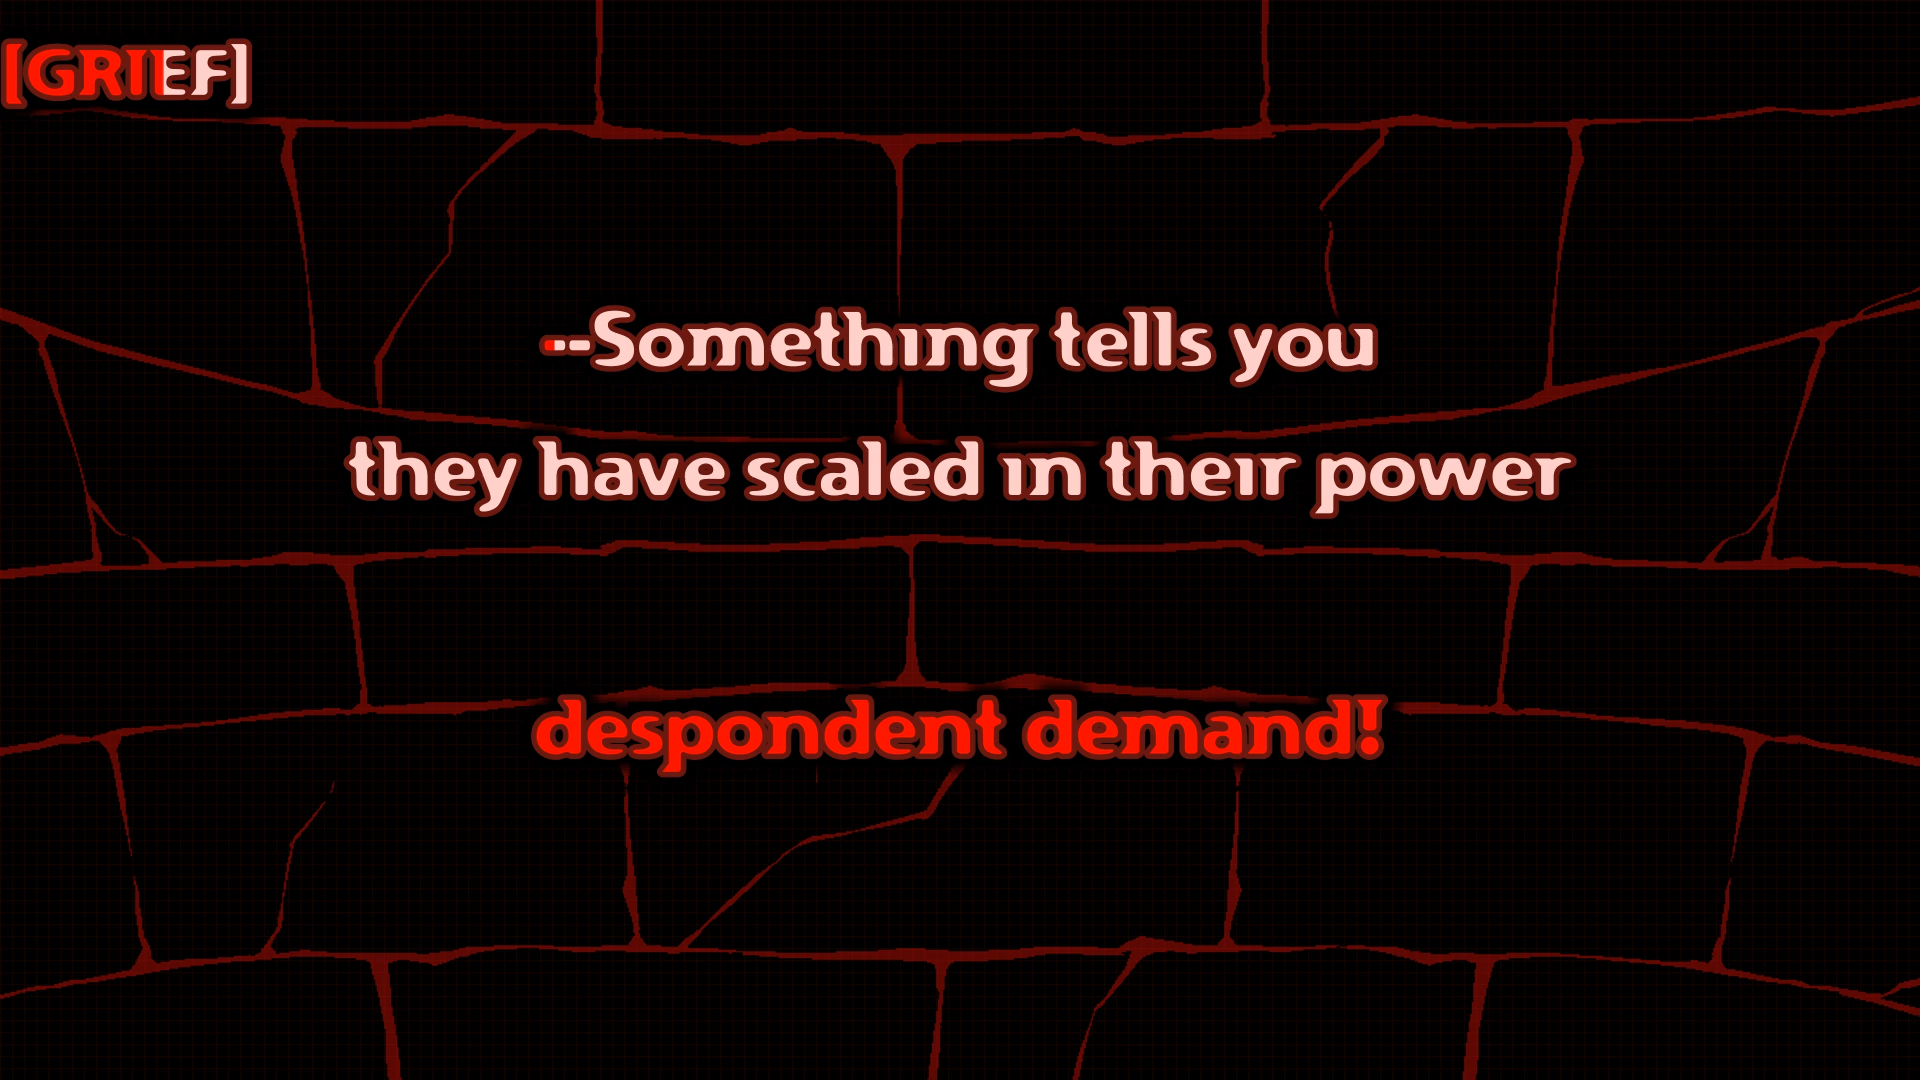 [GRIEF]
--Something tells you
they have scaled in their power
despondent demand!